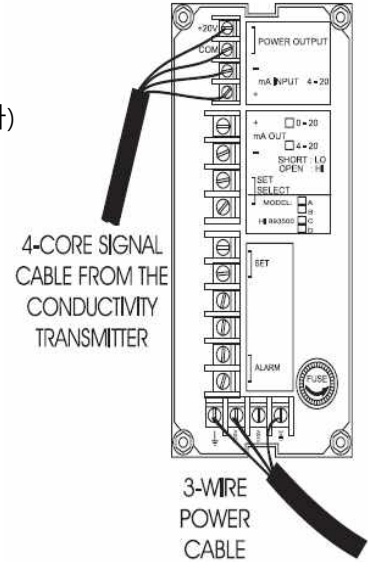 +20V
COM
POWER OUTPUT
-
mA INPUT 4-20
+
+
0-20
mA OUT
-
4-20
SHORT : LO
OPEN : HI
SET
SELECT
MODEL:
A
B
HI 893500
C
D
SET
ALARM
FUSE
4-CORE SIGNAL
CABLE FROM THE
CONDUCTIVITY
TRANSMITTER
3-WIRE
POWER
CABLE